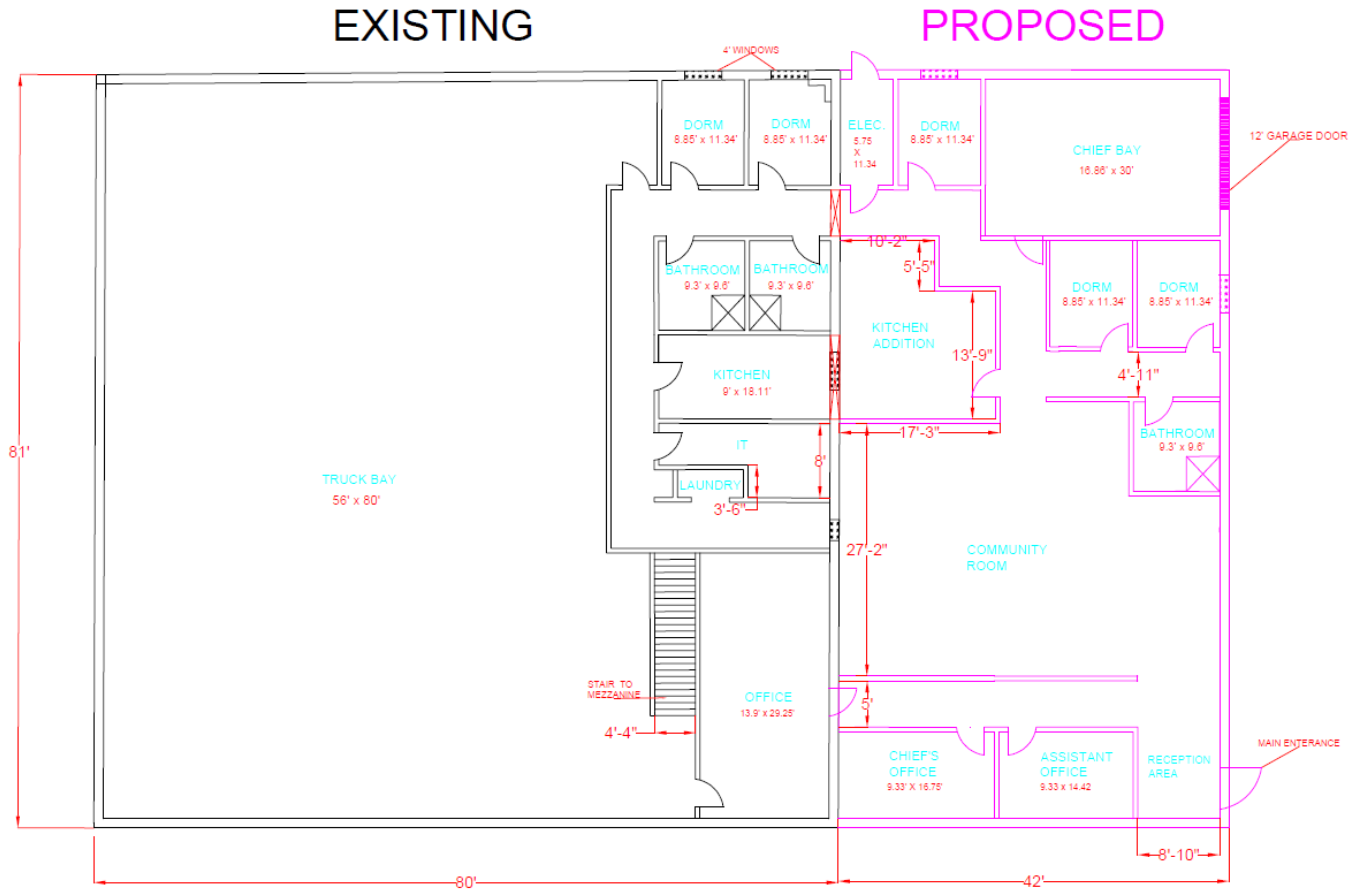 EXISTING
PROPOSED
4' WINDOWS
DORM
8.85' x 11.34'
DORM
8.85' x 11.34'
ELEC.
5.75
X
11.34
DORM
8.85' x 11.34'
CHIEF BAY
16.86' x 30'
12' GARAGE DOOR
10'-2"
5'-5"
BATHROOM
9.3' x 9.6'
BATHROOM
9.3' x 9.6'
DORM
8.85' x 11.34'
DORM
8.85' x 11.34'
KITCHEN
ADDITION
13'-9"
KITCHEN
9' x 18.11'
4'-11"
17'-3"
BATHROOM
9.3' x 9.6'
81'
IT
8'
TRUCK BAY
56' x 80'
LAUNDRY
3'-6"
27'-2"
COMMUNITY
ROOM
STAIR TO
MEZZANINE
OFFICE
13.9' x 29.25'
5'
4'-4"
CHIEF'S
OFFICE
9.33' X 16.75'
ASSISTANT
OFFICE
9.33 x 14.42
RECEPTION
AREA
MAIN ENTERANCE
8'-10"
80'
42'